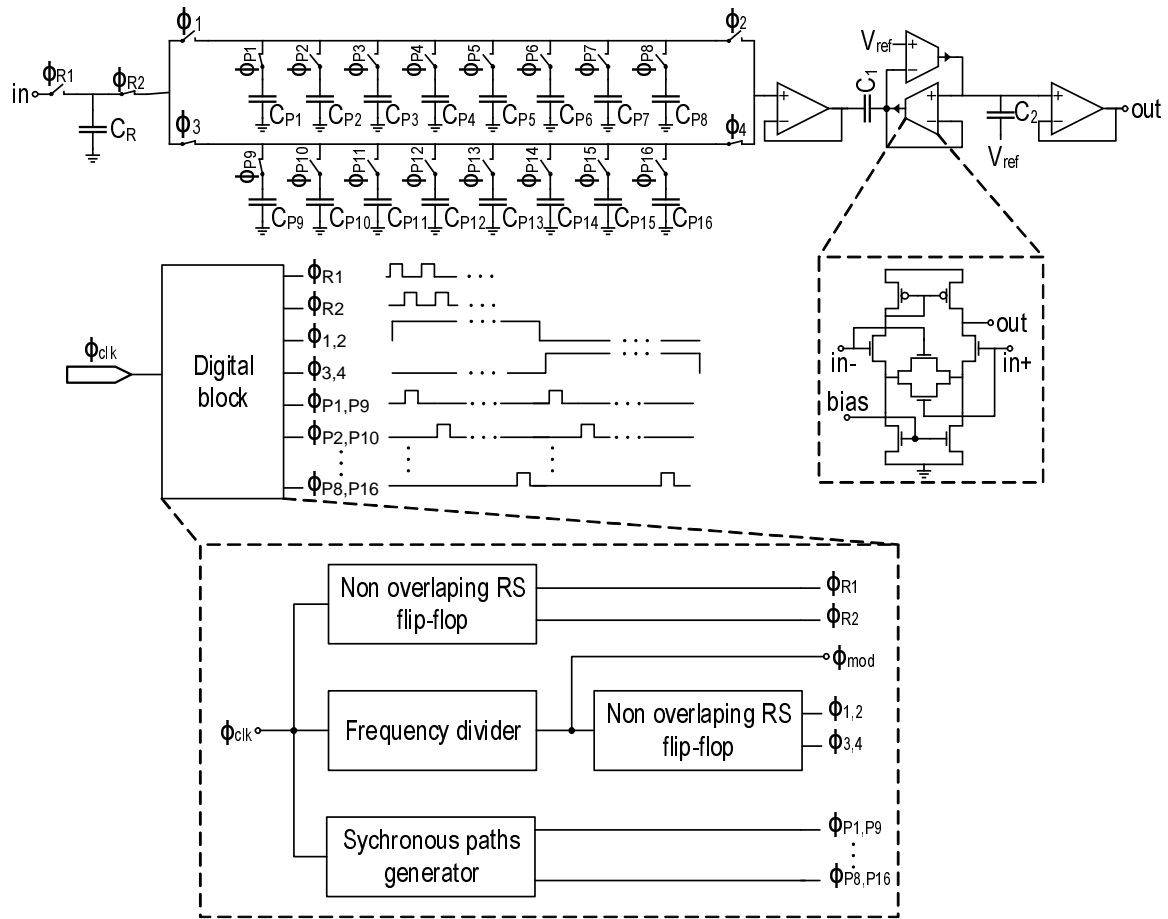 ϕ1 ϕ2
ϕP1 ϕP2 ϕP3 ϕP4 ϕP5 ϕP6 ϕP7 ϕP8
Vref
in ϕR1 ϕR2
CR
CP1 CP2 CP3 CP4 CP5 CP6 CP7 CP8
C1
C2
Vref
out
ϕ3 ϕ4
ϕP9 ϕP10 ϕP11 ϕP12 ϕP13 ϕP14 ϕP15 ϕP16
CP9 CP10 CP11 CP12 CP13 CP14 CP15 CP16
ϕclk
Digital
block
ϕR1
ϕR2
ϕ1,2
ϕ3,4
ϕP1,P9
ϕP2,P10
ϕP8,P16
out
in- in+
bias
Non overlaping RS
flip-flop
ϕR1
ϕR2
ϕmod
ϕclk
Frequency divider
Non overlaping RS
flip-flop
ϕ1,2
ϕ3,4
Sychronous paths
generator
ϕP1,P9
ϕP8,P16